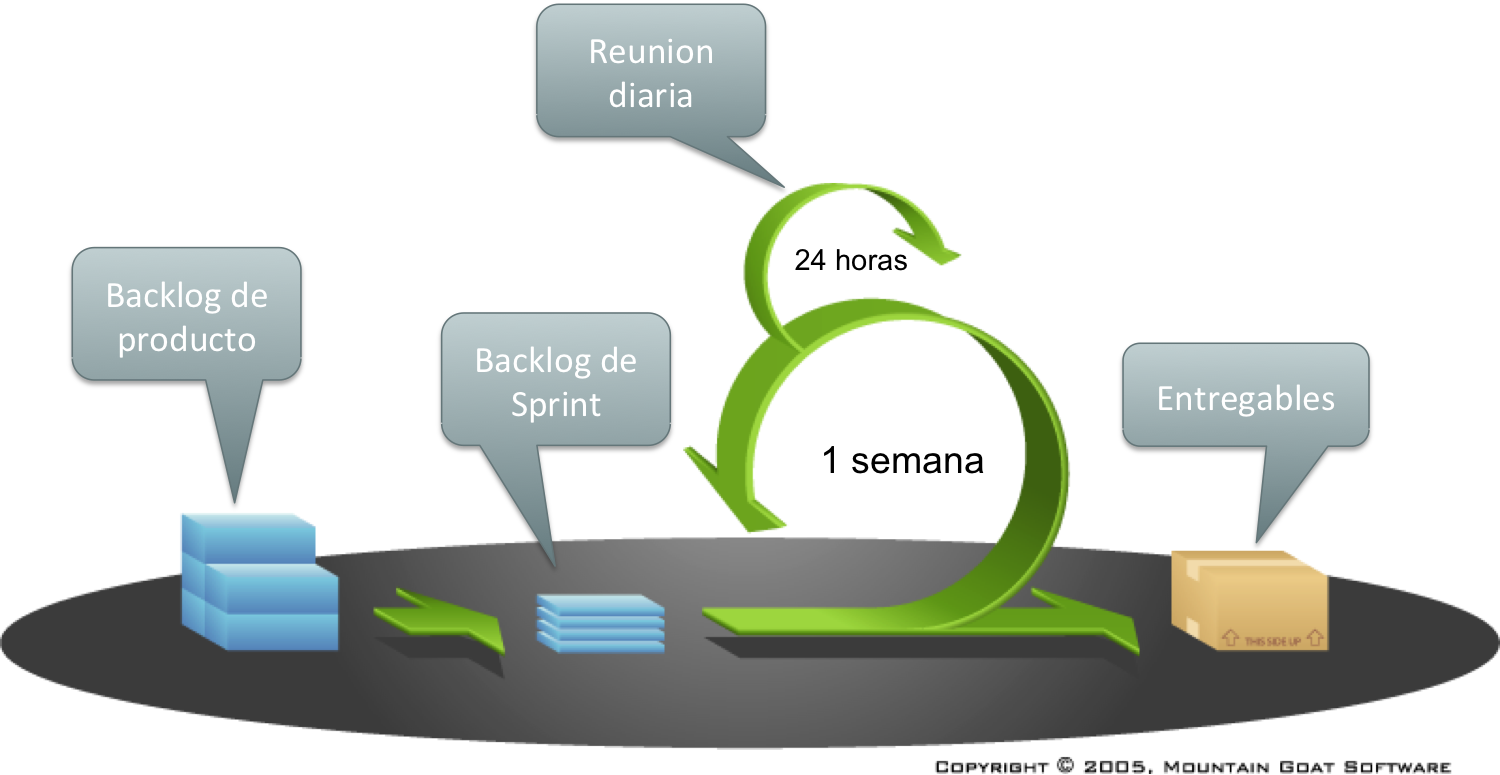 Reunion
diaria
24 horas
Backlog de
producto
Backlog de
Sprint
1 semana
Entregables
THIS SIDE UP
Copyright © 2005, Mountain Goat Software